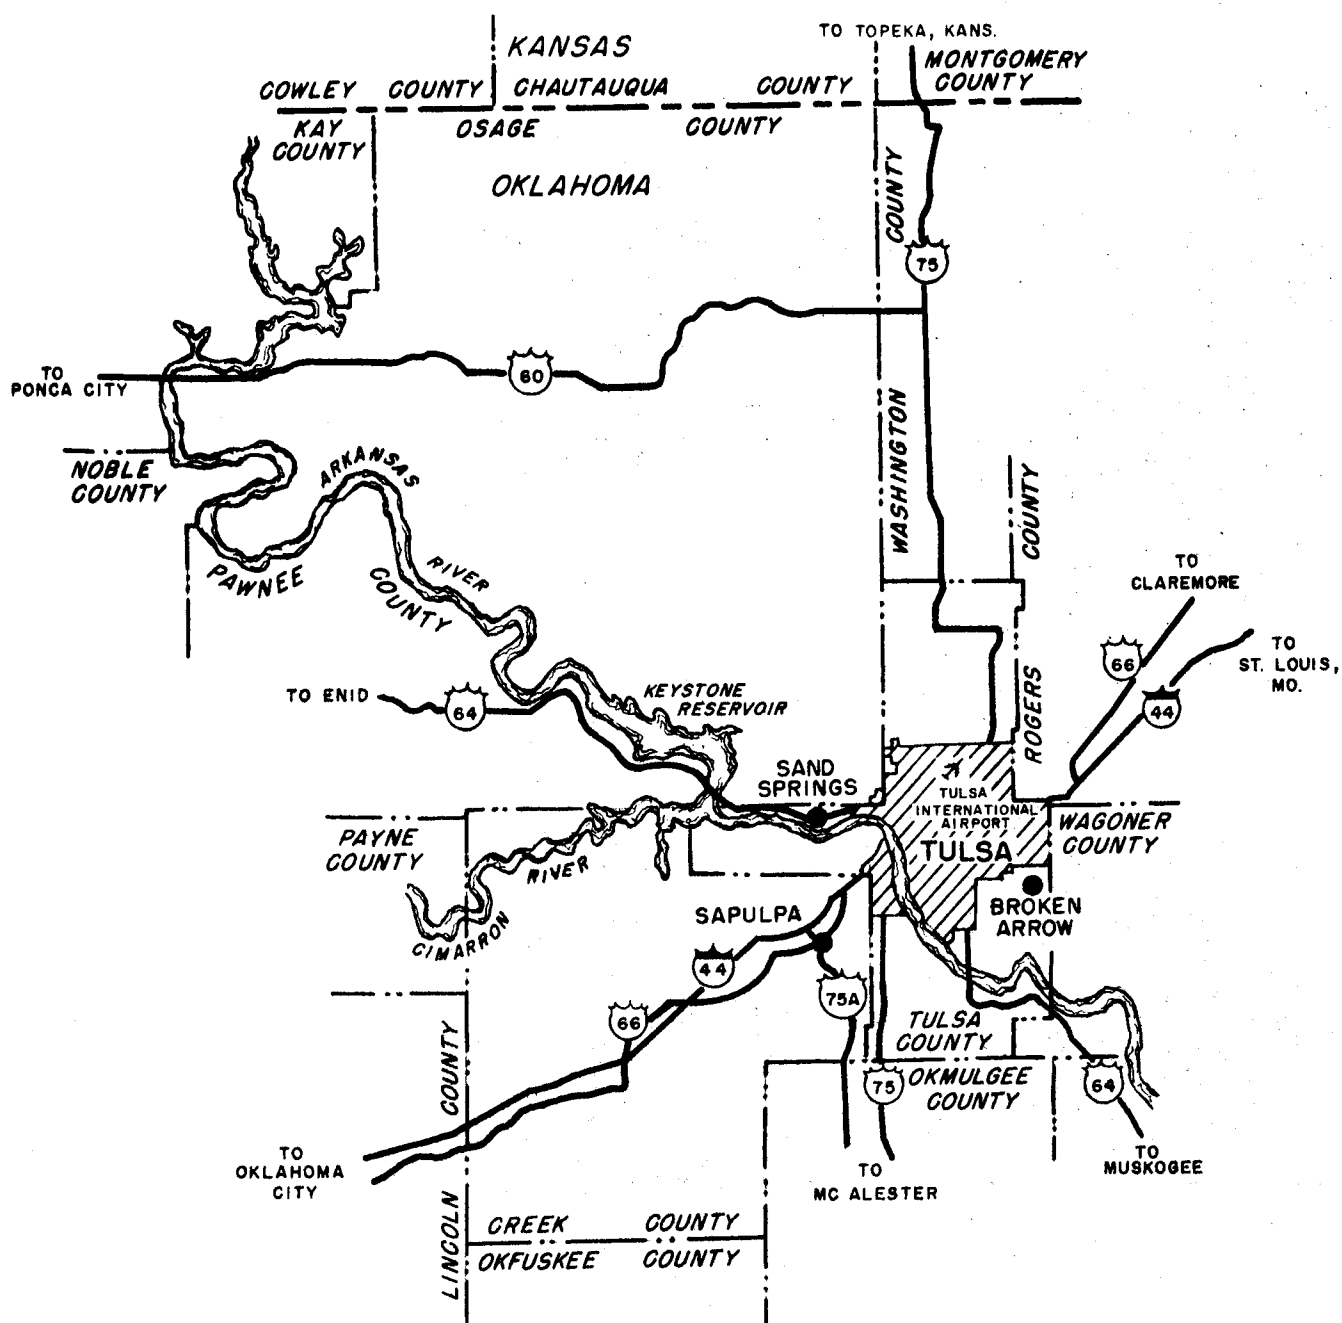 TO TOPEKA, KANS.
KANSAS
MONTGOMERY
COUNTY
COWLEY COUNTY
CHAUTAUQUA COUNTY
KAY
COUNTY
OSAGE COUNTY
OKLAHOMA
COUNTY
75
TO
PONCA CITY
60
WASHINGTON
NOBLE
COUNTY
ARKANSAS
COUNTY
RIVER
PAWNEE
COUNTY
TO
CLAREMORE
66
TO
ST. LOUIS,
MO.
44
ROGERS
TO ENID
64
KEYSTONE
RESERVOIR
SAND
SPRINGS
TULSA
INTERNATIONAL
AIRPORT
TULSA
WAGONER
COUNTY
PAYNE
COUNTY
RIVER
CIMARRON
SAPULPA
BROKEN
ARROW
44
75A
66
TULSA
COUNTY
COUNTY
75
OKMULGEE
COUNTY
64
TO
OKLAHOMA
CITY
TO
MC ALESTER
TO
MUSKOGEE
LINCOLN
CREEK COUNTY
OKFUSKEE COUNTY